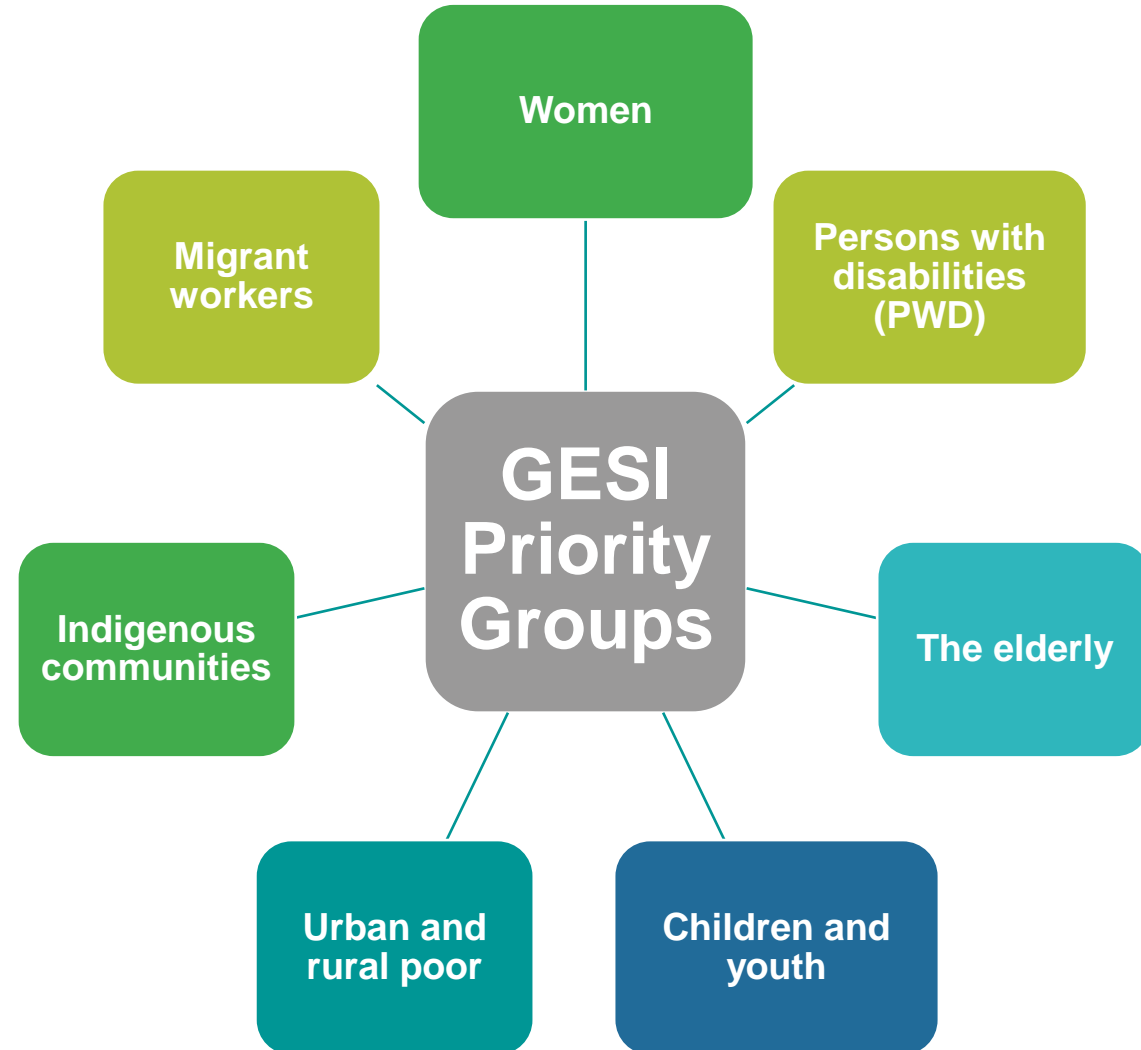 Women
Migrant
workers
Persons with
disabilities
(PWD)
GESI
Priority
Groups
Indigenous
communities
The elderly
Urban and
rural poor
Children and
youth